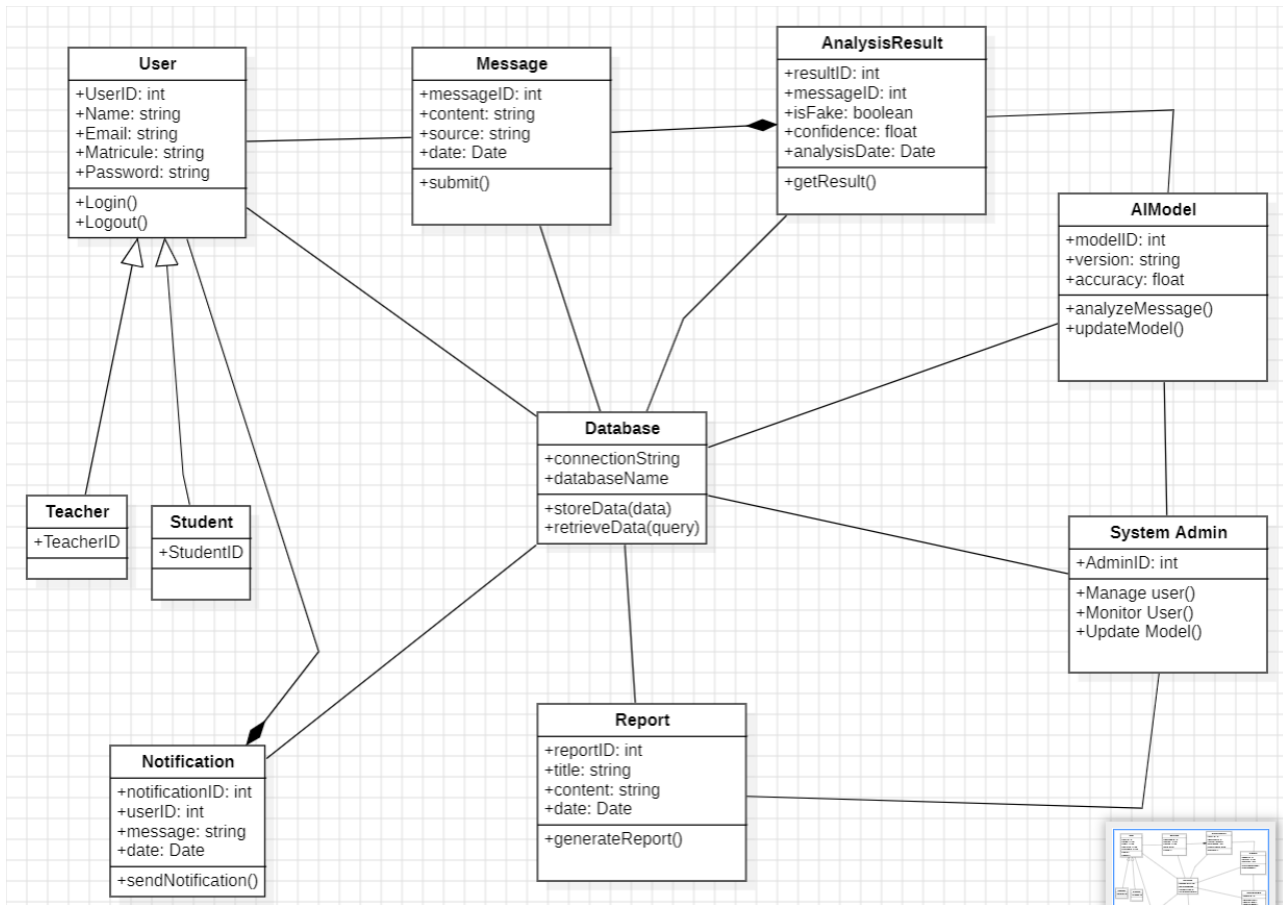 User
+UserID: int
+Name: string
+Email: string
+Matricule: string
+Password: string
+Login()
+Logout()
Message
+messageID: int
+content: string
+source: string
+date: Date
+submit()
AnalysisResult
+resultID: int
+messageID: int
+isFake: boolean
+confidence: float
+analysisDate: Date
+getResult()
AIModel
+modelID: int
+version: string
+accuracy: float
+analyzeMessage()
+updateModel()
Database
+connectionString
+databaseName
+storeData(data)
+retrieveData(query)
Teacher
+TeacherID
Student
+StudentID
System Admin
+AdminID: int
+Manage user()
+Monitor User()
+Update Model()
Notification
+notificationID: int
+userID: int
+message: string
+date: Date
+sendNotification()
Report
+reportID: int
+title: string
+content: string
+date: Date
+generateReport()